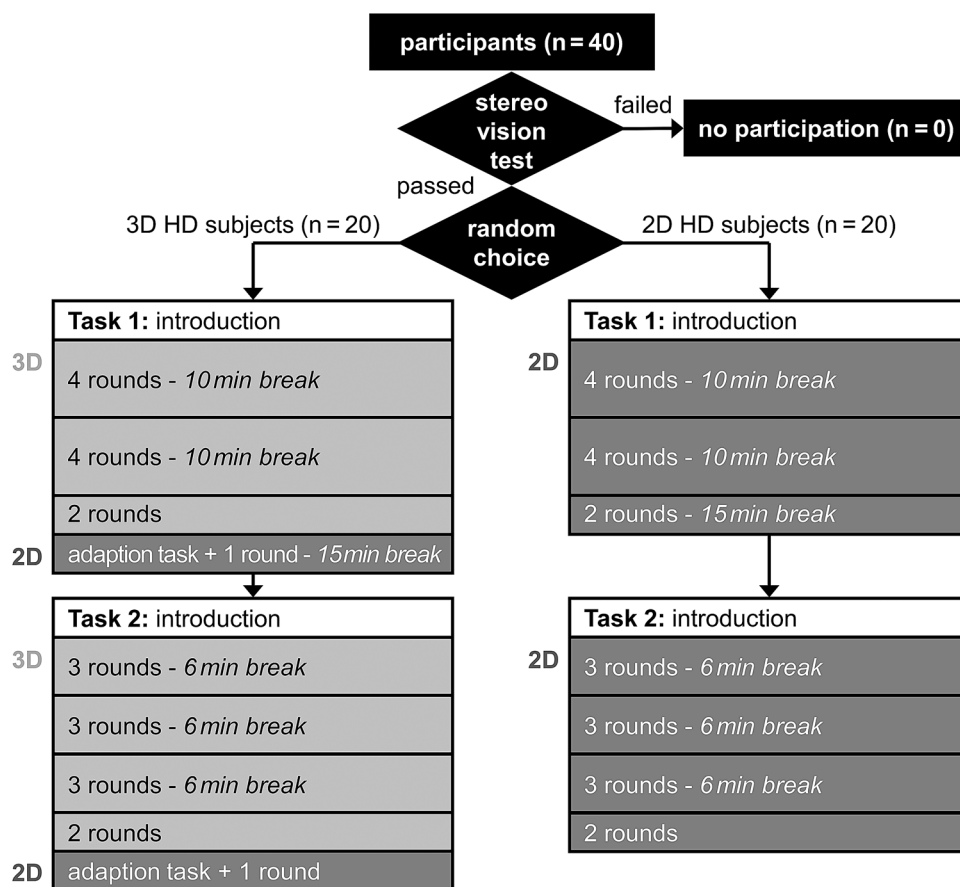 participants (n = 40)
stereo
vision
test
failed
no participation (n = 0)
passed
random
choice
3D HD subjects (n = 20)
2D HD subjects (n = 20)
Task 1: introduction
3D
4 rounds - 10 min break
4 rounds - 10 min break
2 rounds
2D
adaption task + 1 round - 15 min break
Task 2: introduction
3D
3 rounds - 6 min break
3 rounds - 6 min break
3 rounds - 6 min break
2 rounds
2D
adaption task + 1 round
Task 1: introduction
2D
4 rounds - 10 min break
4 rounds - 10 min break
2 rounds - 15 min break
Task 2: introduction
2D
3 rounds - 6 min break
3 rounds - 6 min break
3 rounds - 6 min break
2 rounds